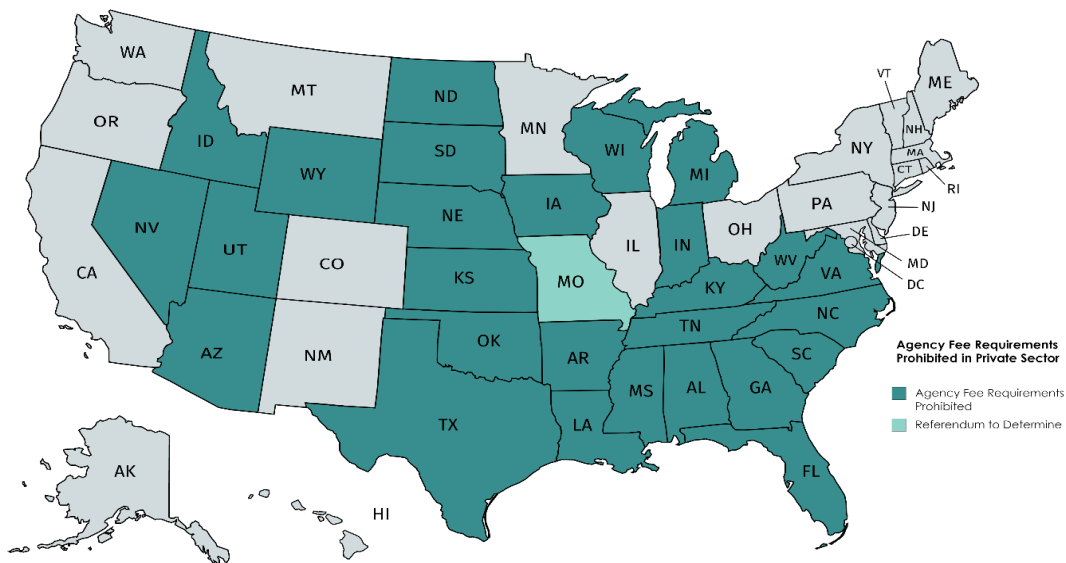 WA
MT
ND
MN
VT
ME
OR
ID
SD
WI
MI
NY
NH
MA
CT
RI
WY
NV
UT
CO
NE
IA
IL
IN
OH
PA
NJ
DE
MD
DC
CA
KS
MO
KY
WV
VA
AZ
NM
OK
AR
TN
NC
SC
TX
LA
MS
AL
GA
FL
AK
HI
Agency Fee Requirements
Prohibited in Private Sector
Agency Fee Requirements
Prohibited
Referendum to Determine